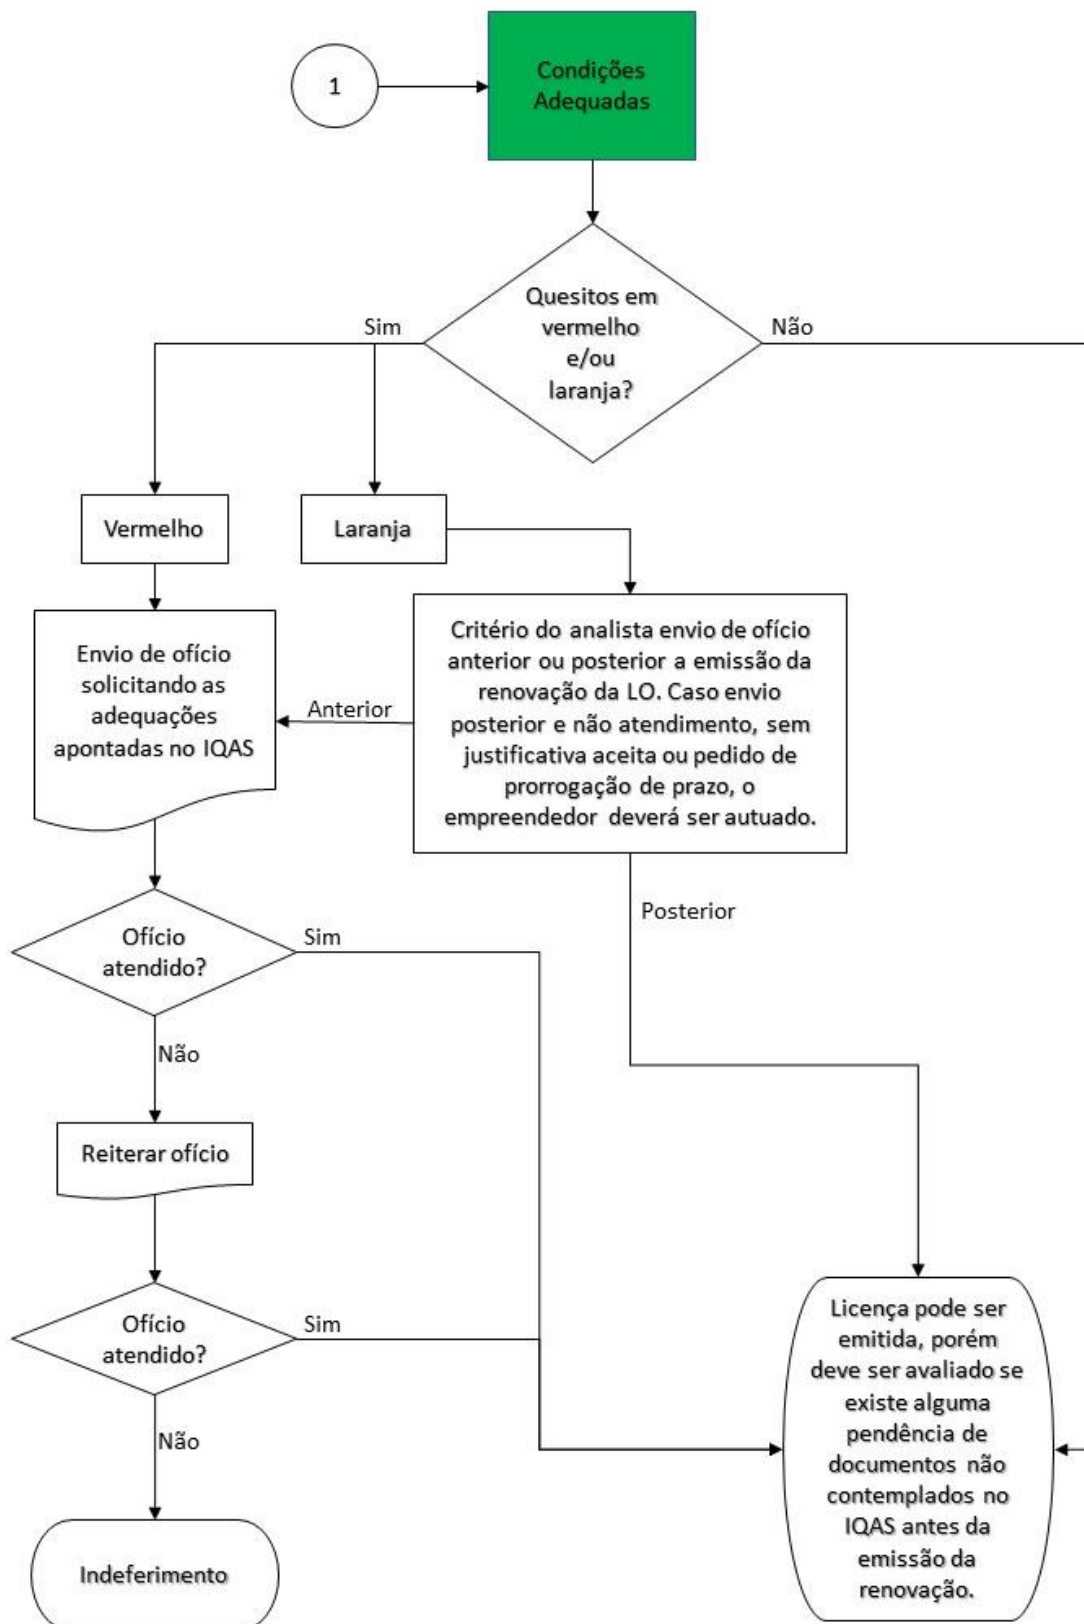 1
Condições
Adequadas
Quesitos em
vermelho
e/ou
laranja?
Sim
Não
Vermelho
Laranja
Envio de ofício
solicitando as
adequações
apontadas no IQAS
Anterior
Critério do analista envio de ofício
anterior ou posterior a emissão da
renovação da LO. Caso envio
posterior e não atendimento, sem
justificativa aceita ou pedido de
prorrogação de prazo, o
empreendedor deverá ser autuado.
Posterior
Ofício
atendido?
Sim
Não
Reiterar ofício
Ofício
atendido?
Sim
Não
Indeferimento
Licença pode ser
emitida, porém
deve ser avaliado se
existe alguma
pendência de
documentos não
contemplados no
IQAS antes da
emissão da
renovação.